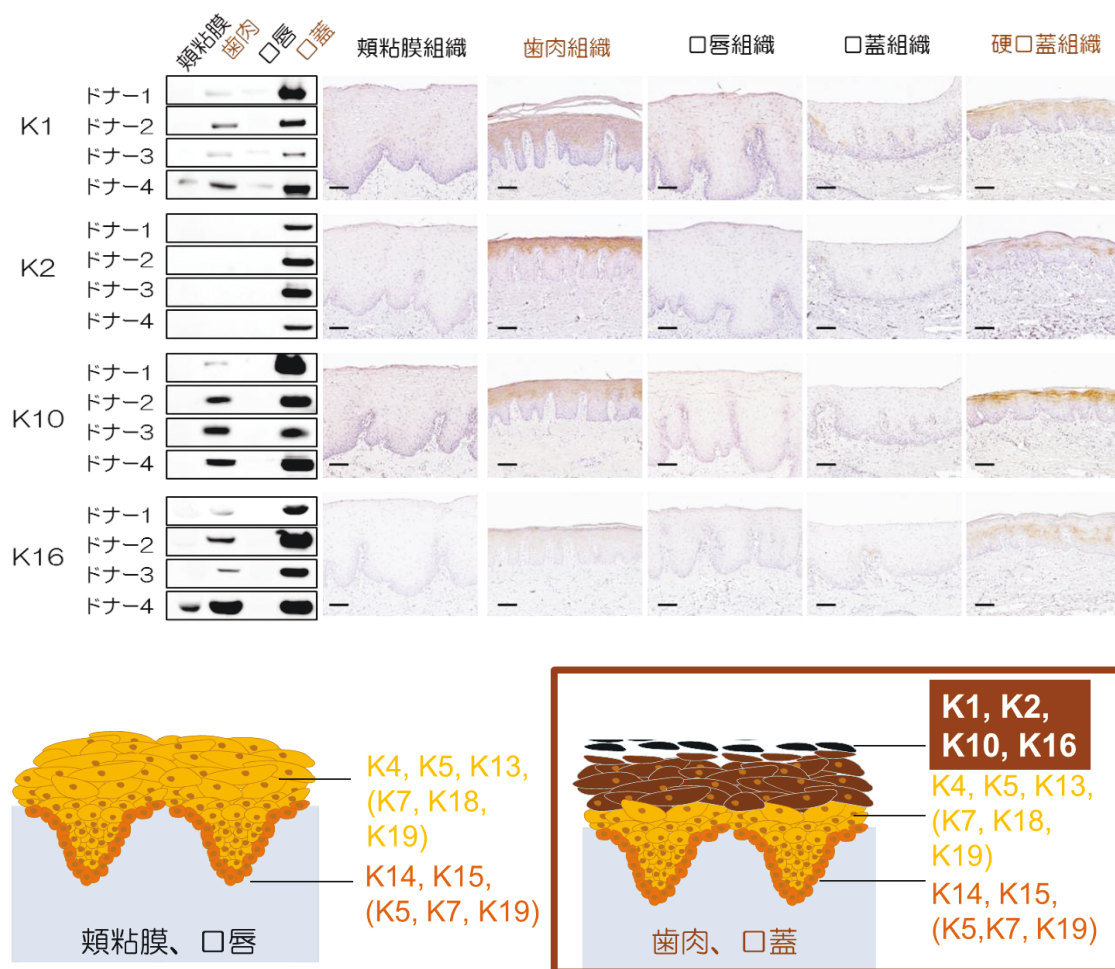 頬粘膜
歯肉
口唇
口蓋
頬粘膜組織
歯肉組織
口唇組織
口蓋組織
硬口蓋組織
K1
ドナー1
ドナー2
ドナー3
ドナー4
K2
ドナー1
ドナー2
ドナー3
ドナー4
K10
ドナー1
ドナー2
ドナー3
ドナー4
K16
ドナー1
ドナー2
ドナー3
ドナー4
K4, K5, K13,
(K7, K18,
K19)
K14, K15,
(K5, K7, K19)
頬粘膜、口唇
K1, K2,
K10, K16
K4, K5, K13,
(K7, K18,
K19)
K14, K15,
(K5,K7, K19)
歯肉、口蓋